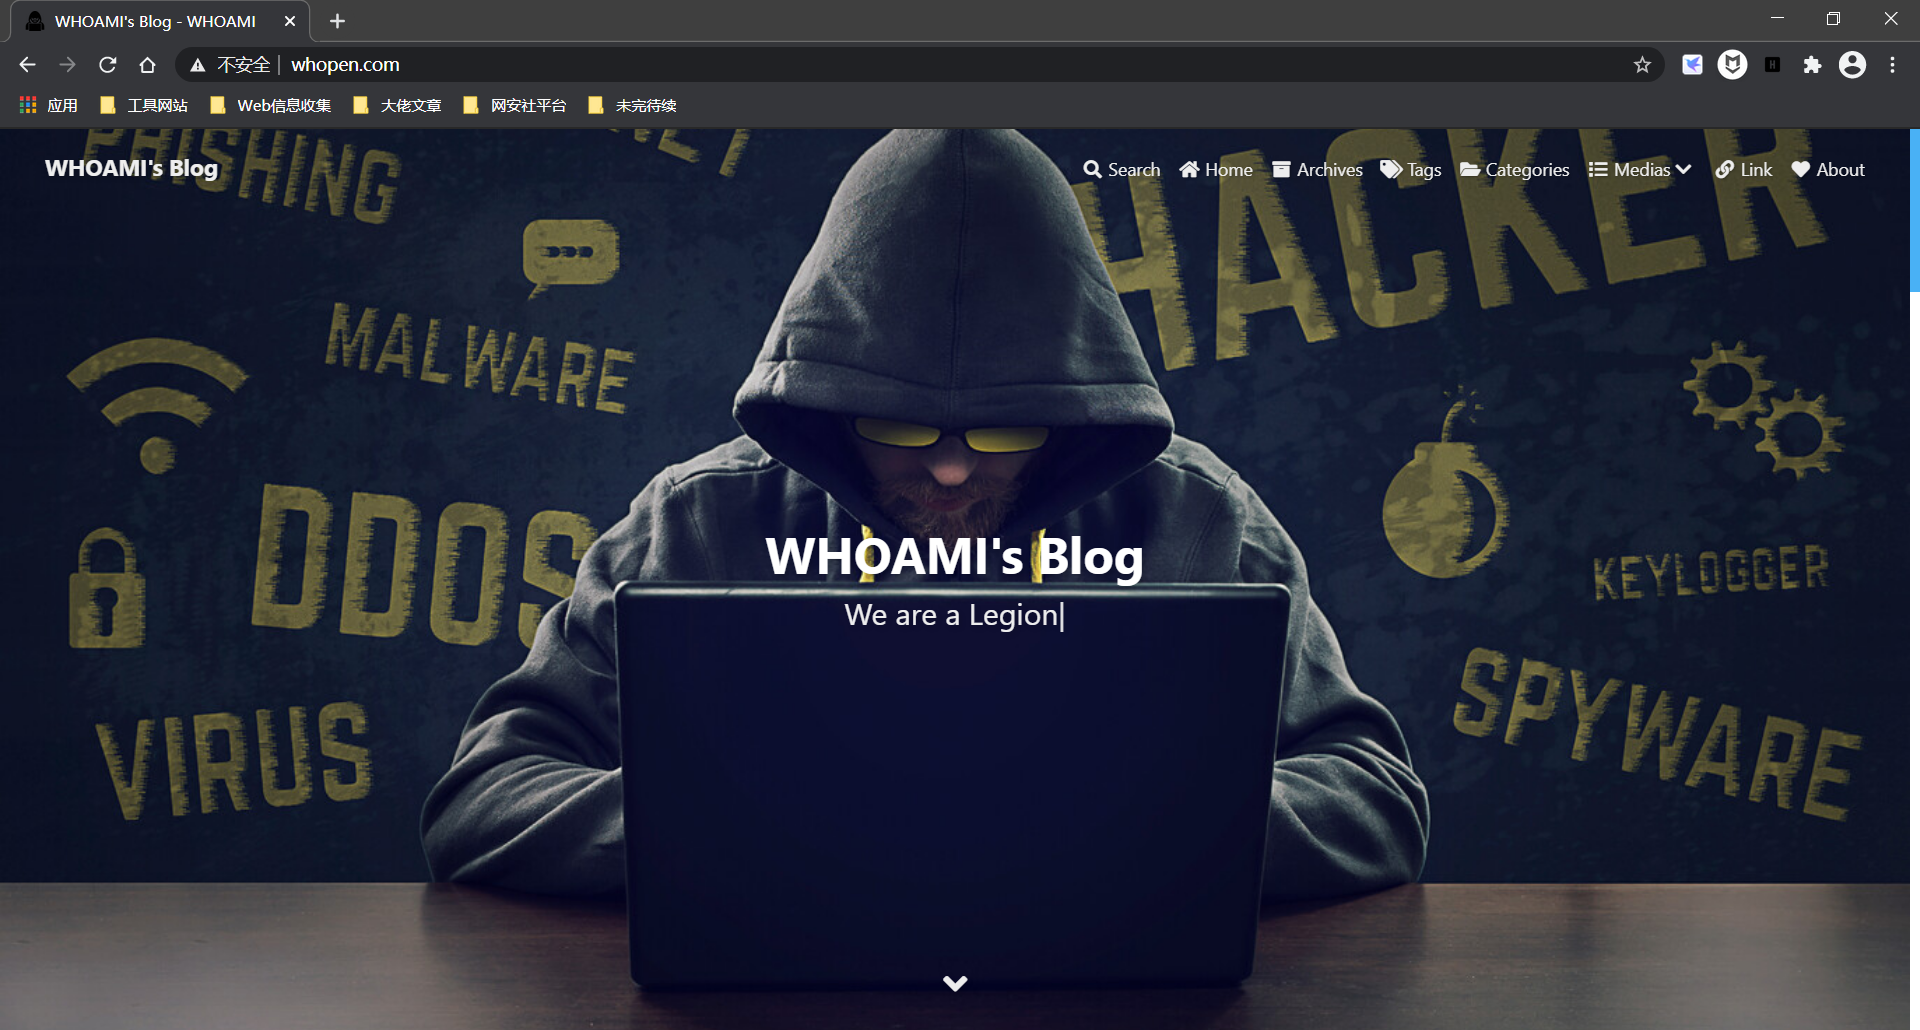 WHOAMI's Blog - WHOAMI
不安全 | whopen.com
应用 工具网站 Web信息收集 大佬文章 网安社平台 未完待续
WHOAMI's Blog Search Home Archives Tags Categories Medias Link About
PHISHING
HACKER
MALWARE
DDOS
KEYLOGGER
WHOAMI's Blog
We are a Legion|
SPYWARE
VIRUS